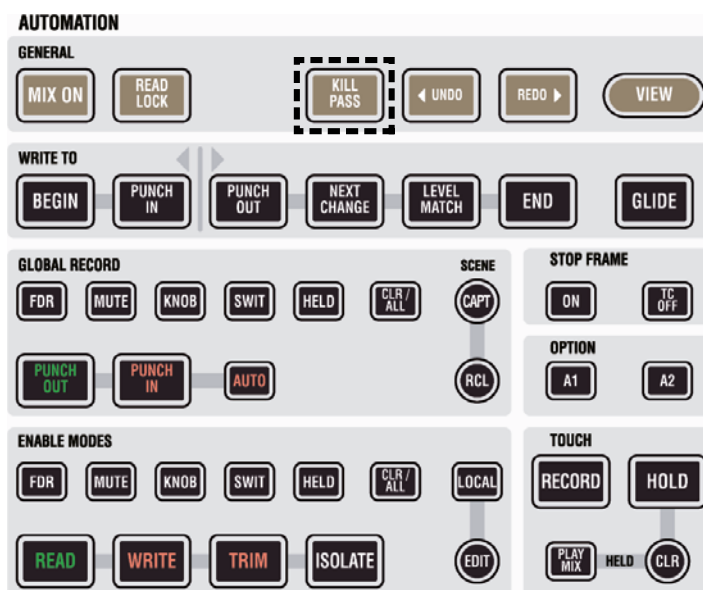 AUTOMATION
GENERAL
MIX ON
READ
LOCK
KILL
PASS
UNDO
REDO
VIEW
WRITE TO
BEGIN
PUNCH
IN
PUNCH
OUT
NEXT
CHANGE
LEVEL
MATCH
END
GLIDE
GLOBAL RECORD
SCENE
FDR
MUTE
KNOB
SWIT
HELD
CLR /
ALL
CAPT
PUNCH
OUT
PUNCH
IN
AUTO
RCL
STOP FRAME
ON
TC
OFF
OPTION
A1
A2
ENABLE MODES
FDR
MUTE
KNOB
SWIT
HELD
CLR /
ALL
LOCAL
READ
WRITE
TRIM
ISOLATE
EDIT
TOUCH
RECORD
HOLD
PLAY
MIX
HELD
CLR